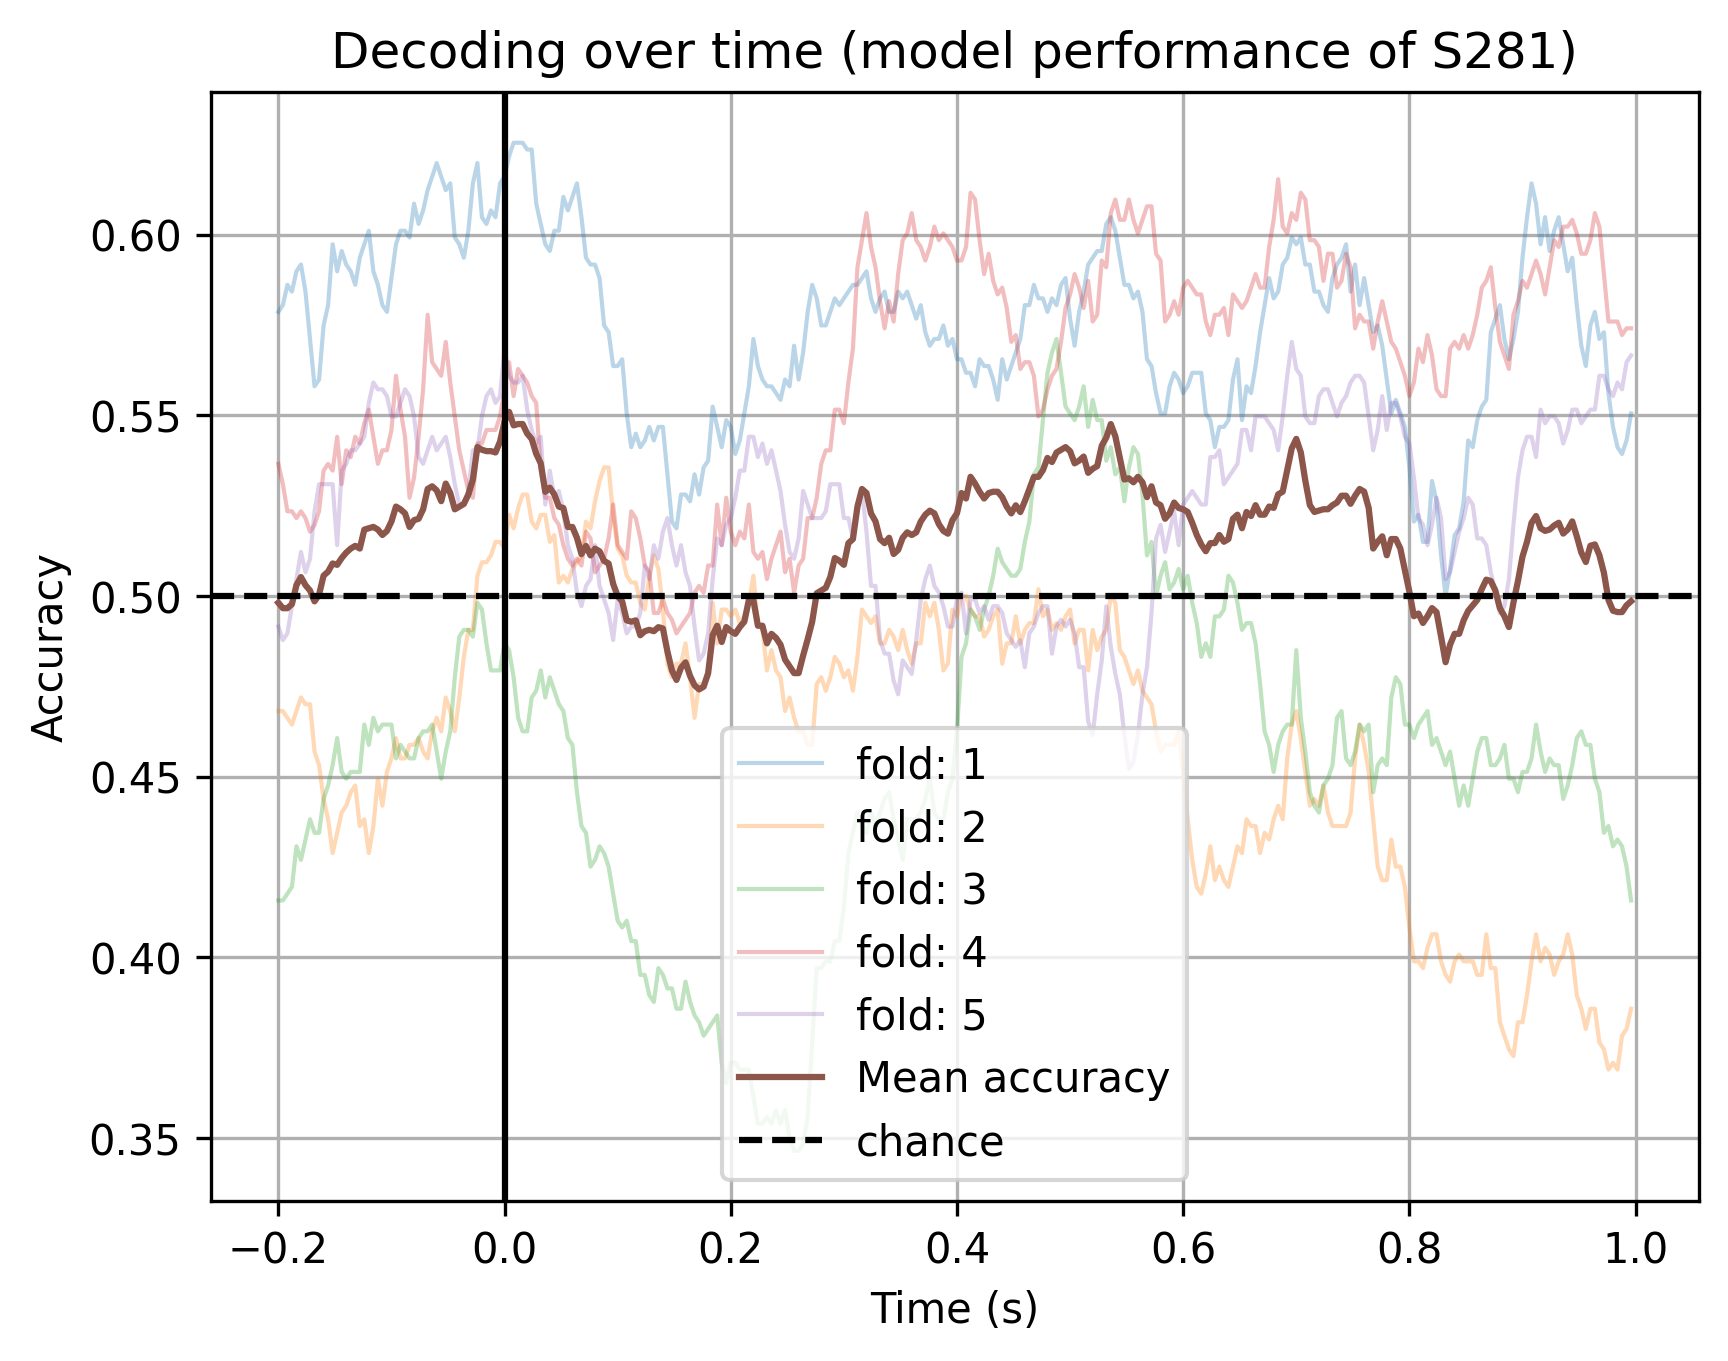 Decoding over time (model performance of S281)
Accuracy
0.60
0.55
0.50
0.45
0.40
0.35
fold: 1
fold: 2
fold: 3
fold: 4
fold: 5
Mean accuracy
chance
−0.2 0.0 0.2 0.4 0.6 0.8 1.0
Time (s)